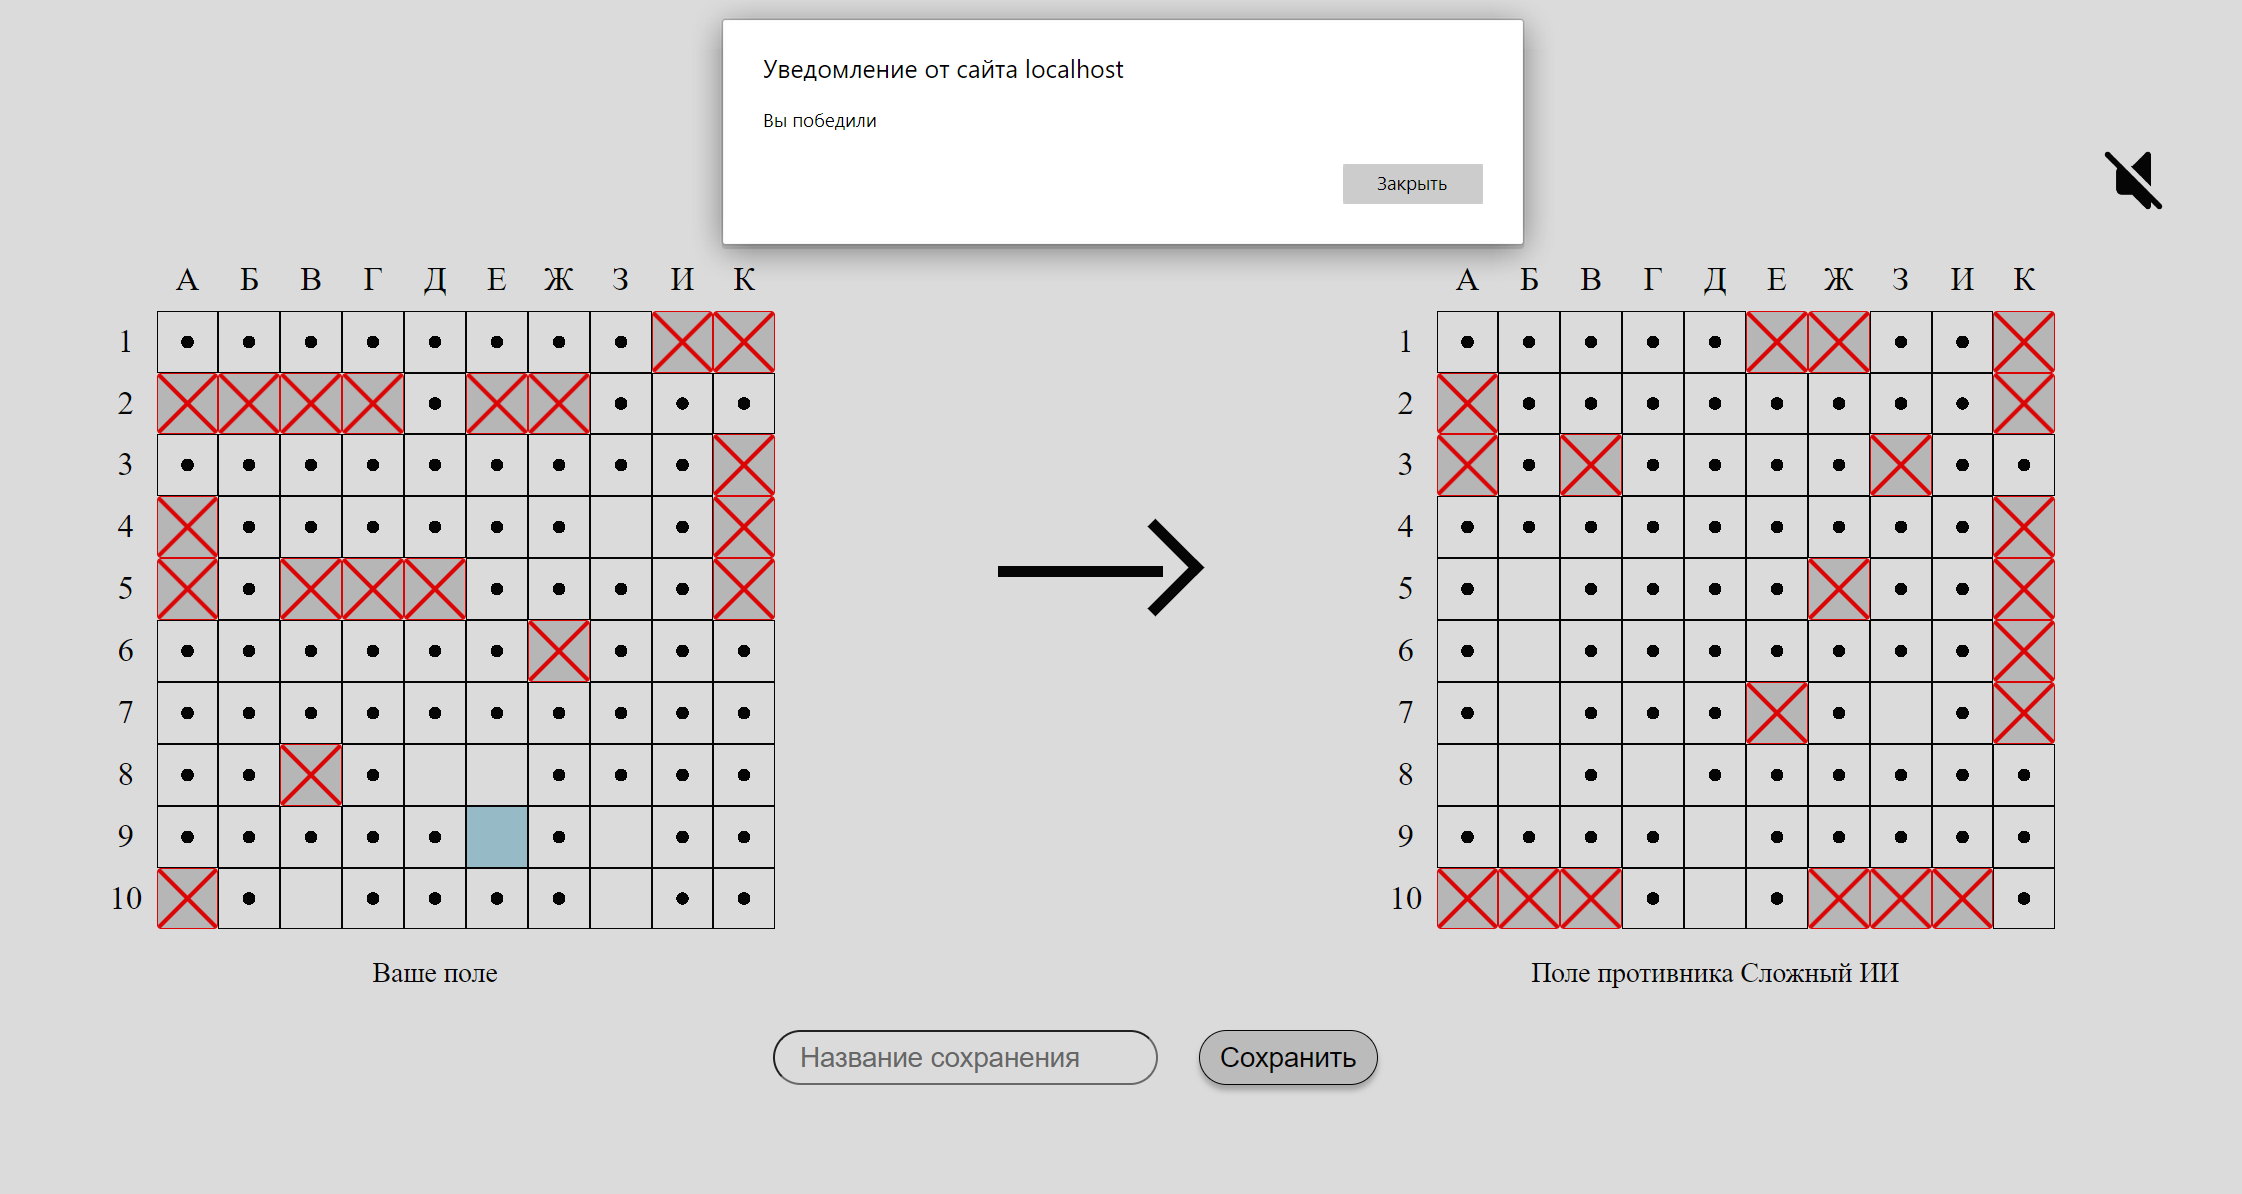 Уведомление от сайта localhost
Вы победили
Закрыть
А Б В Г Д Е Ж З И К
1
2
3
4
5
6
7
8
9
10
Ваше поле
А Б В Г Д Е Ж З И К
1
2
3
4
5
6
7
8
9
10
Поле противника Сложный ИИ
Название сохранения
Сохранить